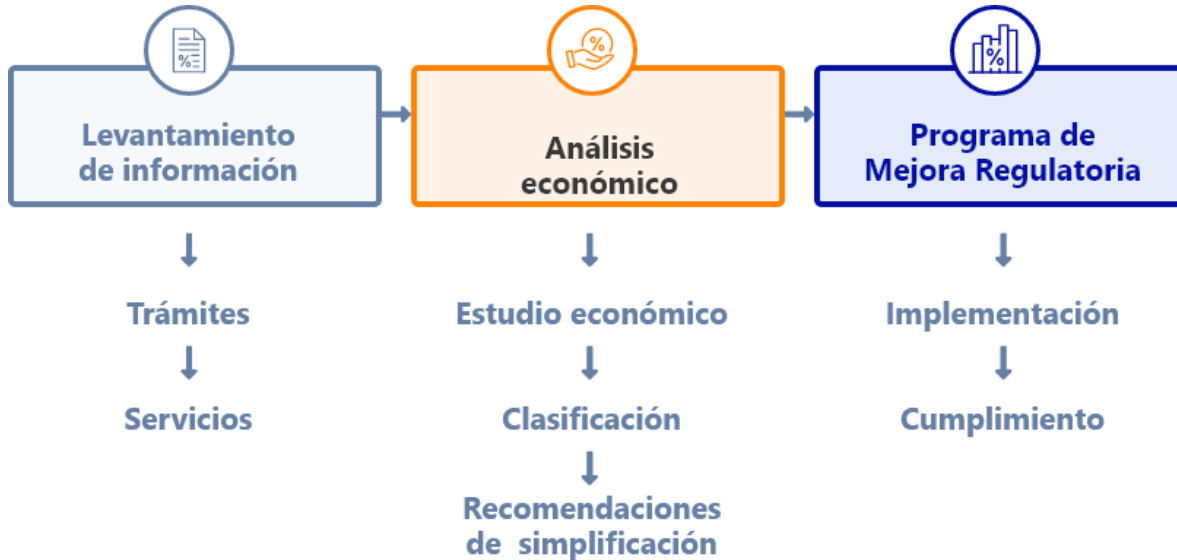 Levantamiento
de información
Análisis
económico
Programa de
Mejora Regulatoria
Trámites
Servicios
Estudio económico
Clasificación
Recomendaciones
de simplificación
Implementación
Cumplimiento